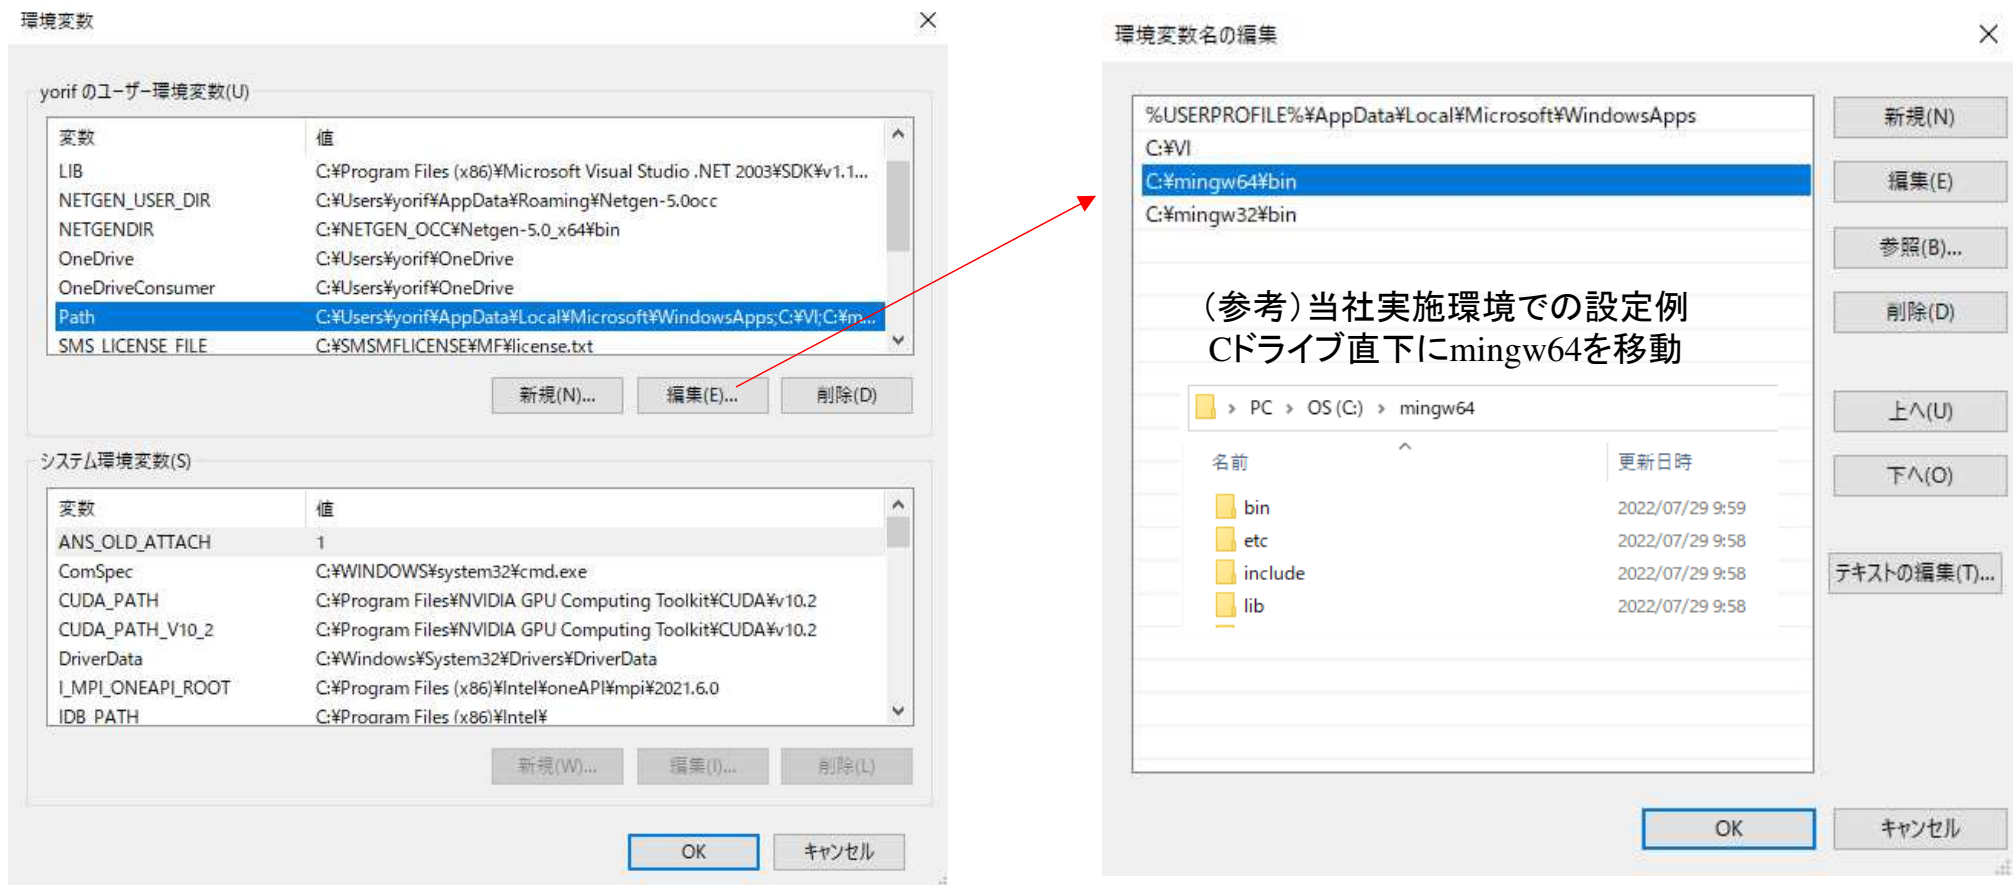 環境変数
yorif のユーザー環境変数(U)
変数 値
LIB C:¥Program Files (x86)¥Microsoft Visual Studio .NET 2003¥SDK¥v1.1...
NETGEN_USER_DIR C:¥Users¥yorif¥AppData¥Roaming¥Netgen-5.0occ
NETGENDIR C:¥NETGEN_OCC¥Netgen-5.0_x64¥bin
OneDrive C:¥Users¥yorif¥OneDrive
OneDriveConsumer C:¥Users¥yorif¥OneDrive
Path C:¥Users¥yorif¥AppData¥Local¥Microsoft¥WindowsApps;C:¥VI;C:¥m...
SMS_LICENSE_FILE C:¥SMSMFLICENSE¥MF¥license.txt
新規(N)... 編集(E)... 削除(D)
システム環境変数(S)
変数 値
ANS_OLD_ATTACH 1
ComSpec C:¥WINDOWS¥system32¥cmd.exe
CUDA_PATH C:¥Program Files¥NVIDIA GPU Computing Toolkit¥CUDA¥v10.2
CUDA_PATH_V10_2 C:¥Program Files¥NVIDIA GPU Computing Toolkit¥CUDA¥v10.2
DriverData C:¥Windows¥System32¥Drivers¥DriverData
I_MPI_ONEAPI_ROOT C:¥Program Files (x86)¥Intel¥oneAPI¥mpi¥2021.6.0
IDB_PATH C:¥Program Files (x86)¥Intel¥
新規(W)... 編集(I)... 削除(L)
OK キャンセル
環境変数名の編集
%USERPROFILE%¥AppData¥Local¥Microsoft¥WindowsApps
C:¥VI
C:¥mingw64¥bin
C:¥mingw32¥bin
(参考)当社実施環境での設定例
Cドライブ直下にmingw64を移動
› PC › OS (C:) › mingw64
名前 更新日時
bin 2022/07/29 9:59
etc 2022/07/29 9:58
include 2022/07/29 9:58
lib 2022/07/29 9:58
新規(N)
編集(E)
参照(B)...
削除(D)
上へ(U)
下へ(O)
テキストの編集(T)...
OK キャンセル